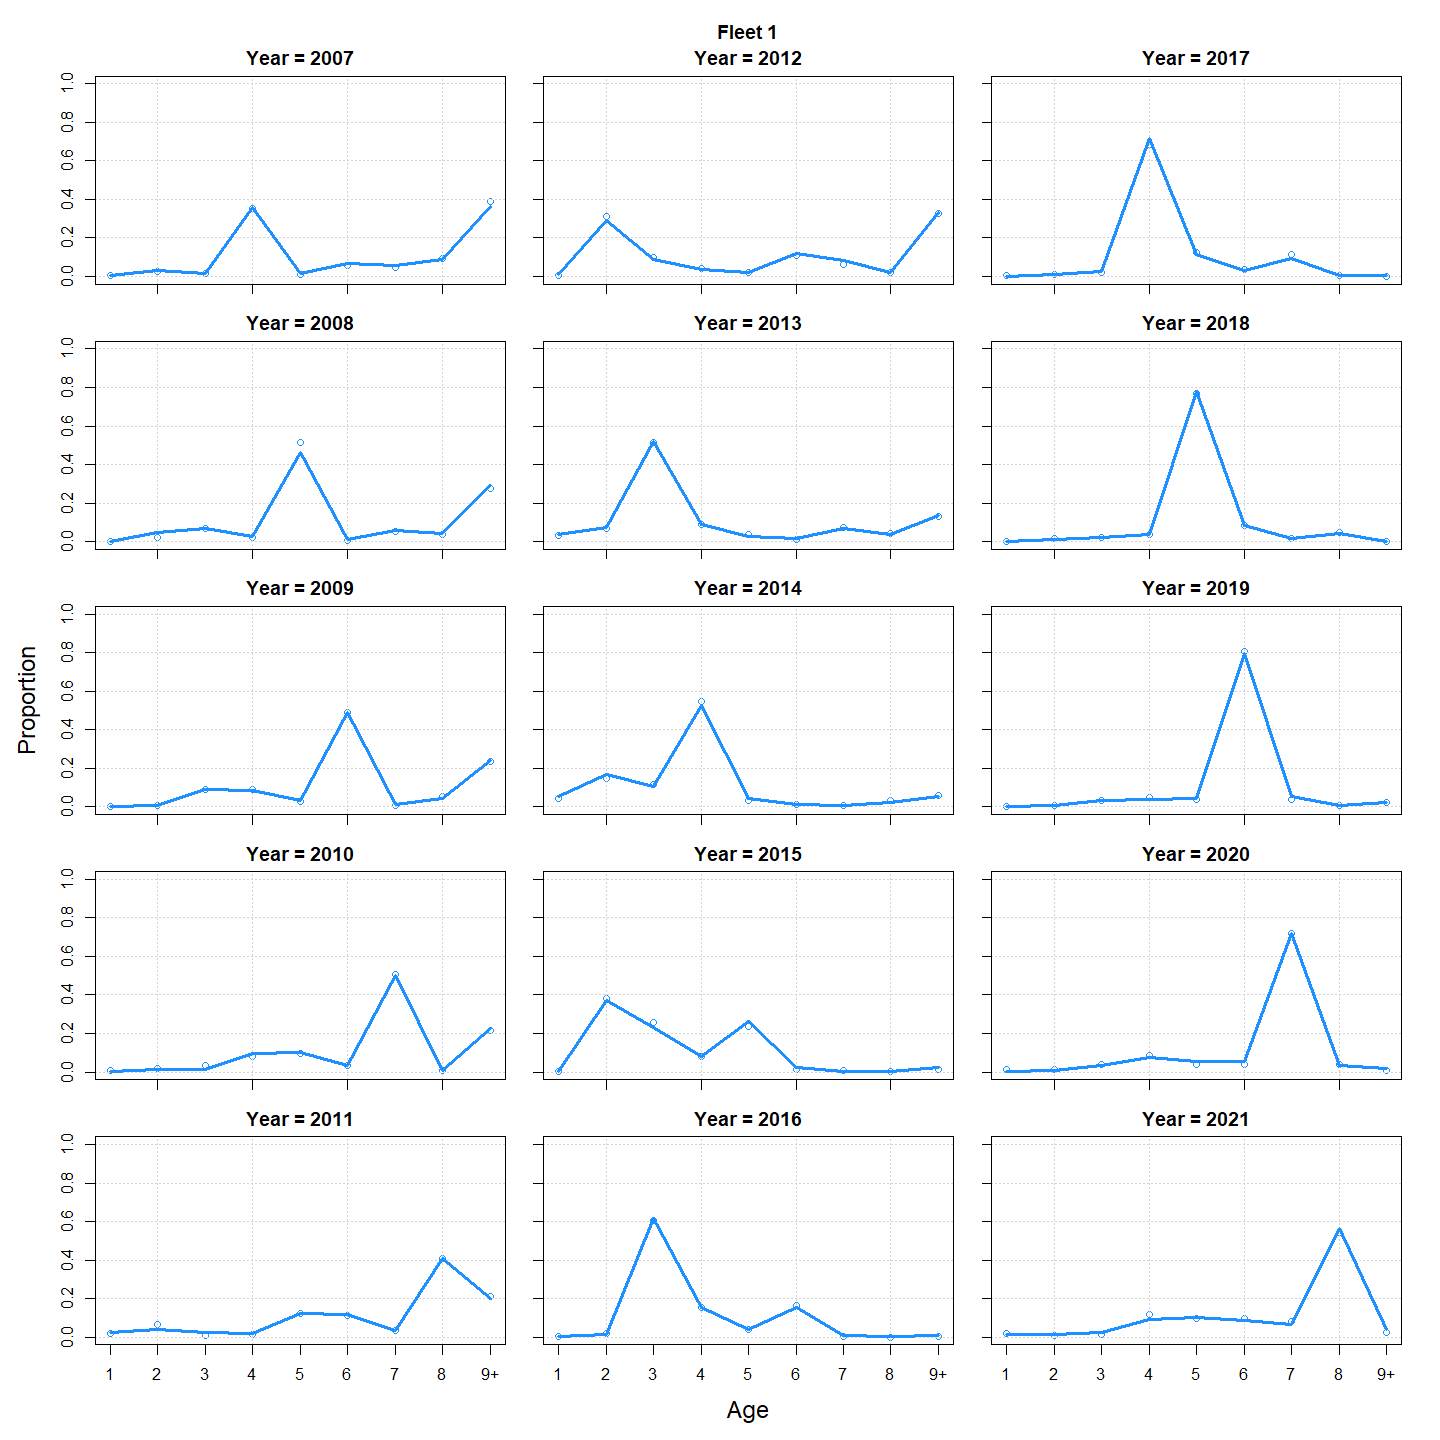 Fleet 1
Year = 2007 Year = 2012 Year = 2017
0.0 0.2 0.4 0.6 0.8 1.0
Year = 2008 Year = 2013 Year = 2018
0.0 0.2 0.4 0.6 0.8 1.0
Year = 2009 Year = 2014 Year = 2019
0.0 0.2 0.4 0.6 0.8 1.0
Proportion
Year = 2010 Year = 2015 Year = 2020
0.0 0.2 0.4 0.6 0.8 1.0
Year = 2011 Year = 2016 Year = 2021
0.0 0.2 0.4 0.6 0.8 1.0
1 2 3 4 5 6 7 8 9+ 1 2 3 4 5 6 7 8 9+ 1 2 3 4 5 6 7 8 9+
Age